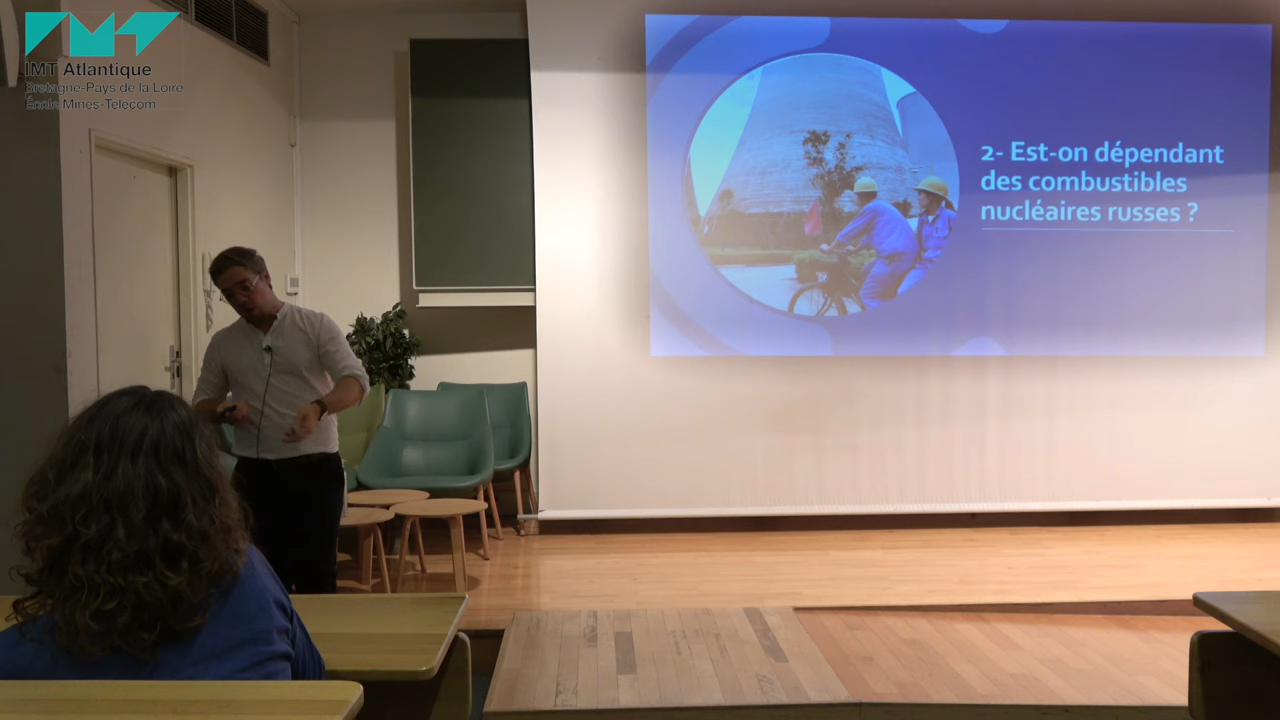 IMT Atlantique
Bretagne-Pays de la Loire
École Mines-Télécom
2- Est-on dépendant
des combustibles
nucléaires russes ?